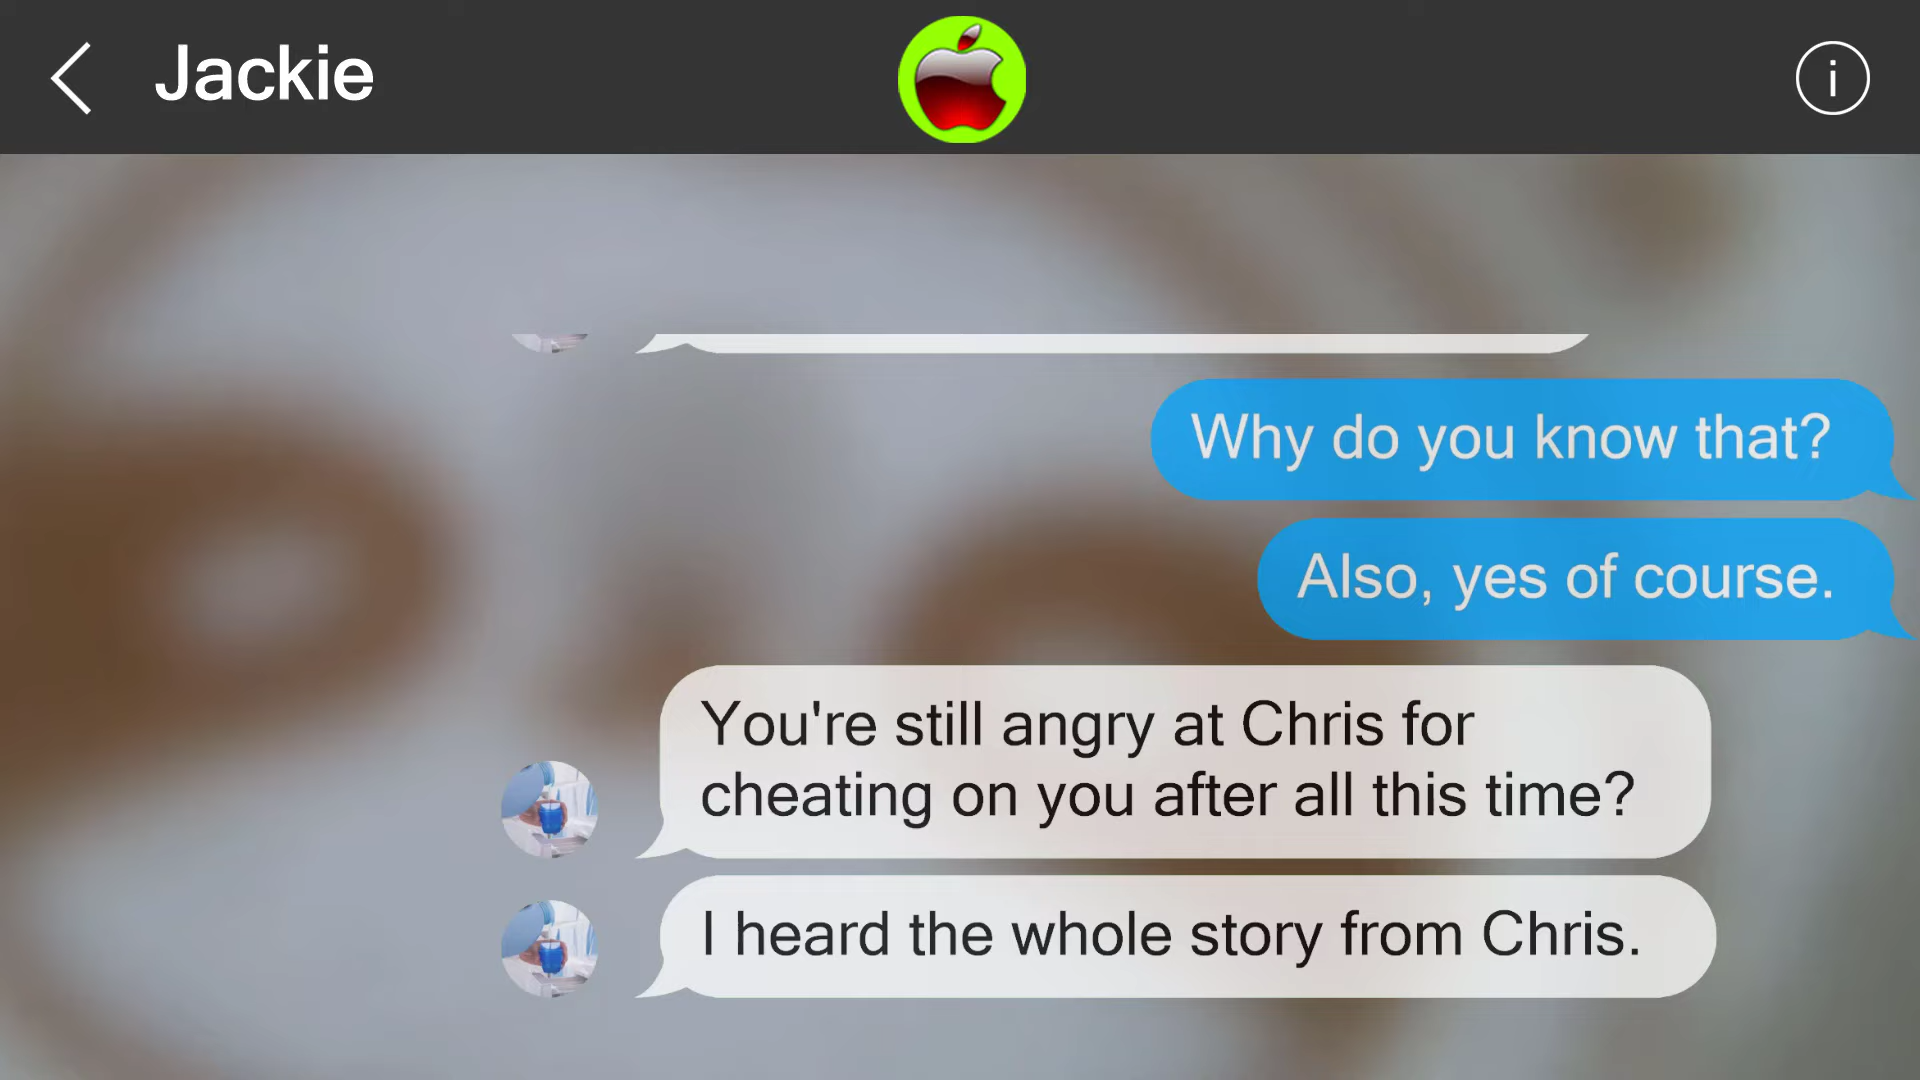 Jackie
i
Why do you know that?
Also, yes of course.
You're still angry at Chris for
cheating on you after all this time?
I heard the whole story from Chris.